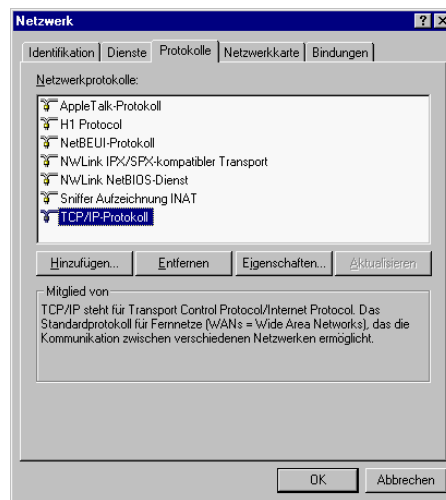 Netzwerk
Identifikation Dienste Protokolle Netzwerkkarte Bindungen
Netzwerkprotokolle:
AppleTalk-Protokoll
H1 Protocol
NetBEUI-Protokoll
NWLink IPX/SPX-kompatibler Transport
NWLink NetBIOS-Dienst
Sniffer Aufzeichnung INAT
TCP/IP-Protokoll
Hinzufügen... Entfernen Eigenschaften... Aktualisieren
Mitglied von
TCP/IP steht für Transport Control Protocol/Internet Protocol. Das
Standardprotokoll für Fernnetze (WANs = Wide Area Networks), das die
Kommunikation zwischen verschiedenen Netzwerken ermöglicht.
OK Abbrechen